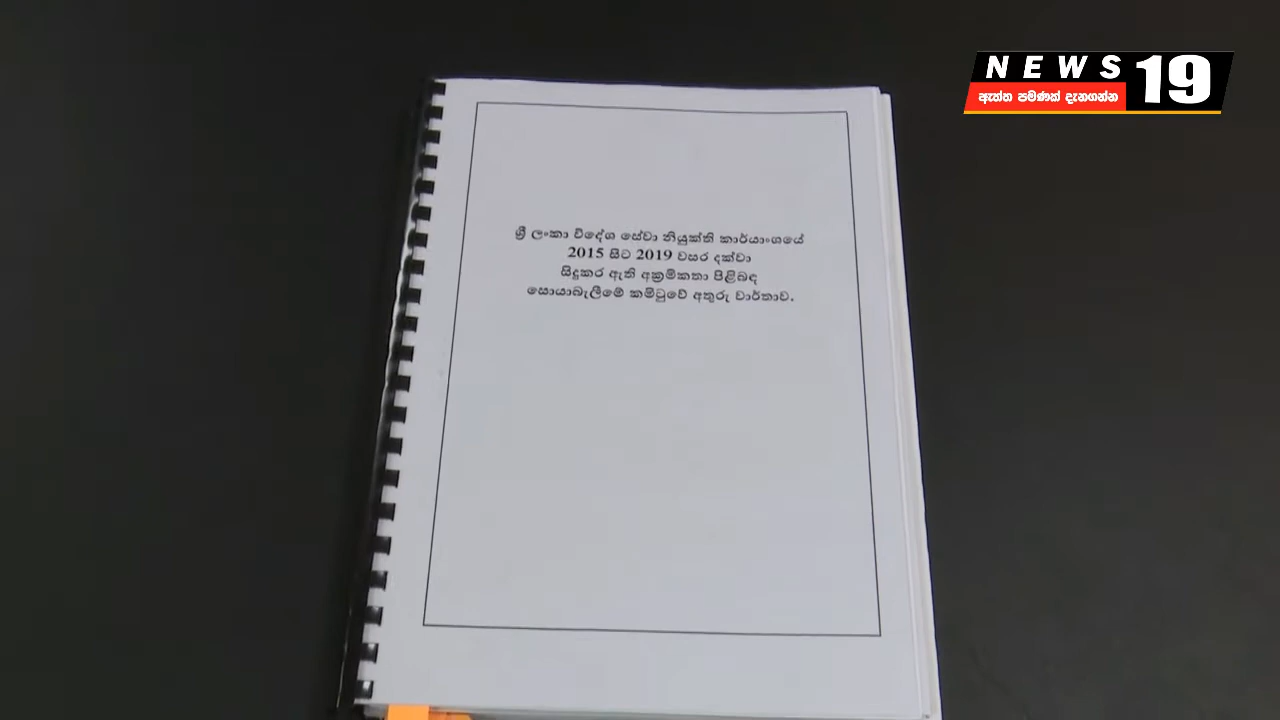 NEWS 19
ඇත්ත පමණක් දැනගන්න
ශ්‍රී ලංකා විදේශ සේවා නියුක්ති කාර්යාංශයේ
2015 සිට 2019 වසර දක්වා
සිදුකර ඇති අක්‍රමිකතා පිළිබඳ
සොයාබැලීමේ කමිටුවේ අතුරු වාර්තාව.